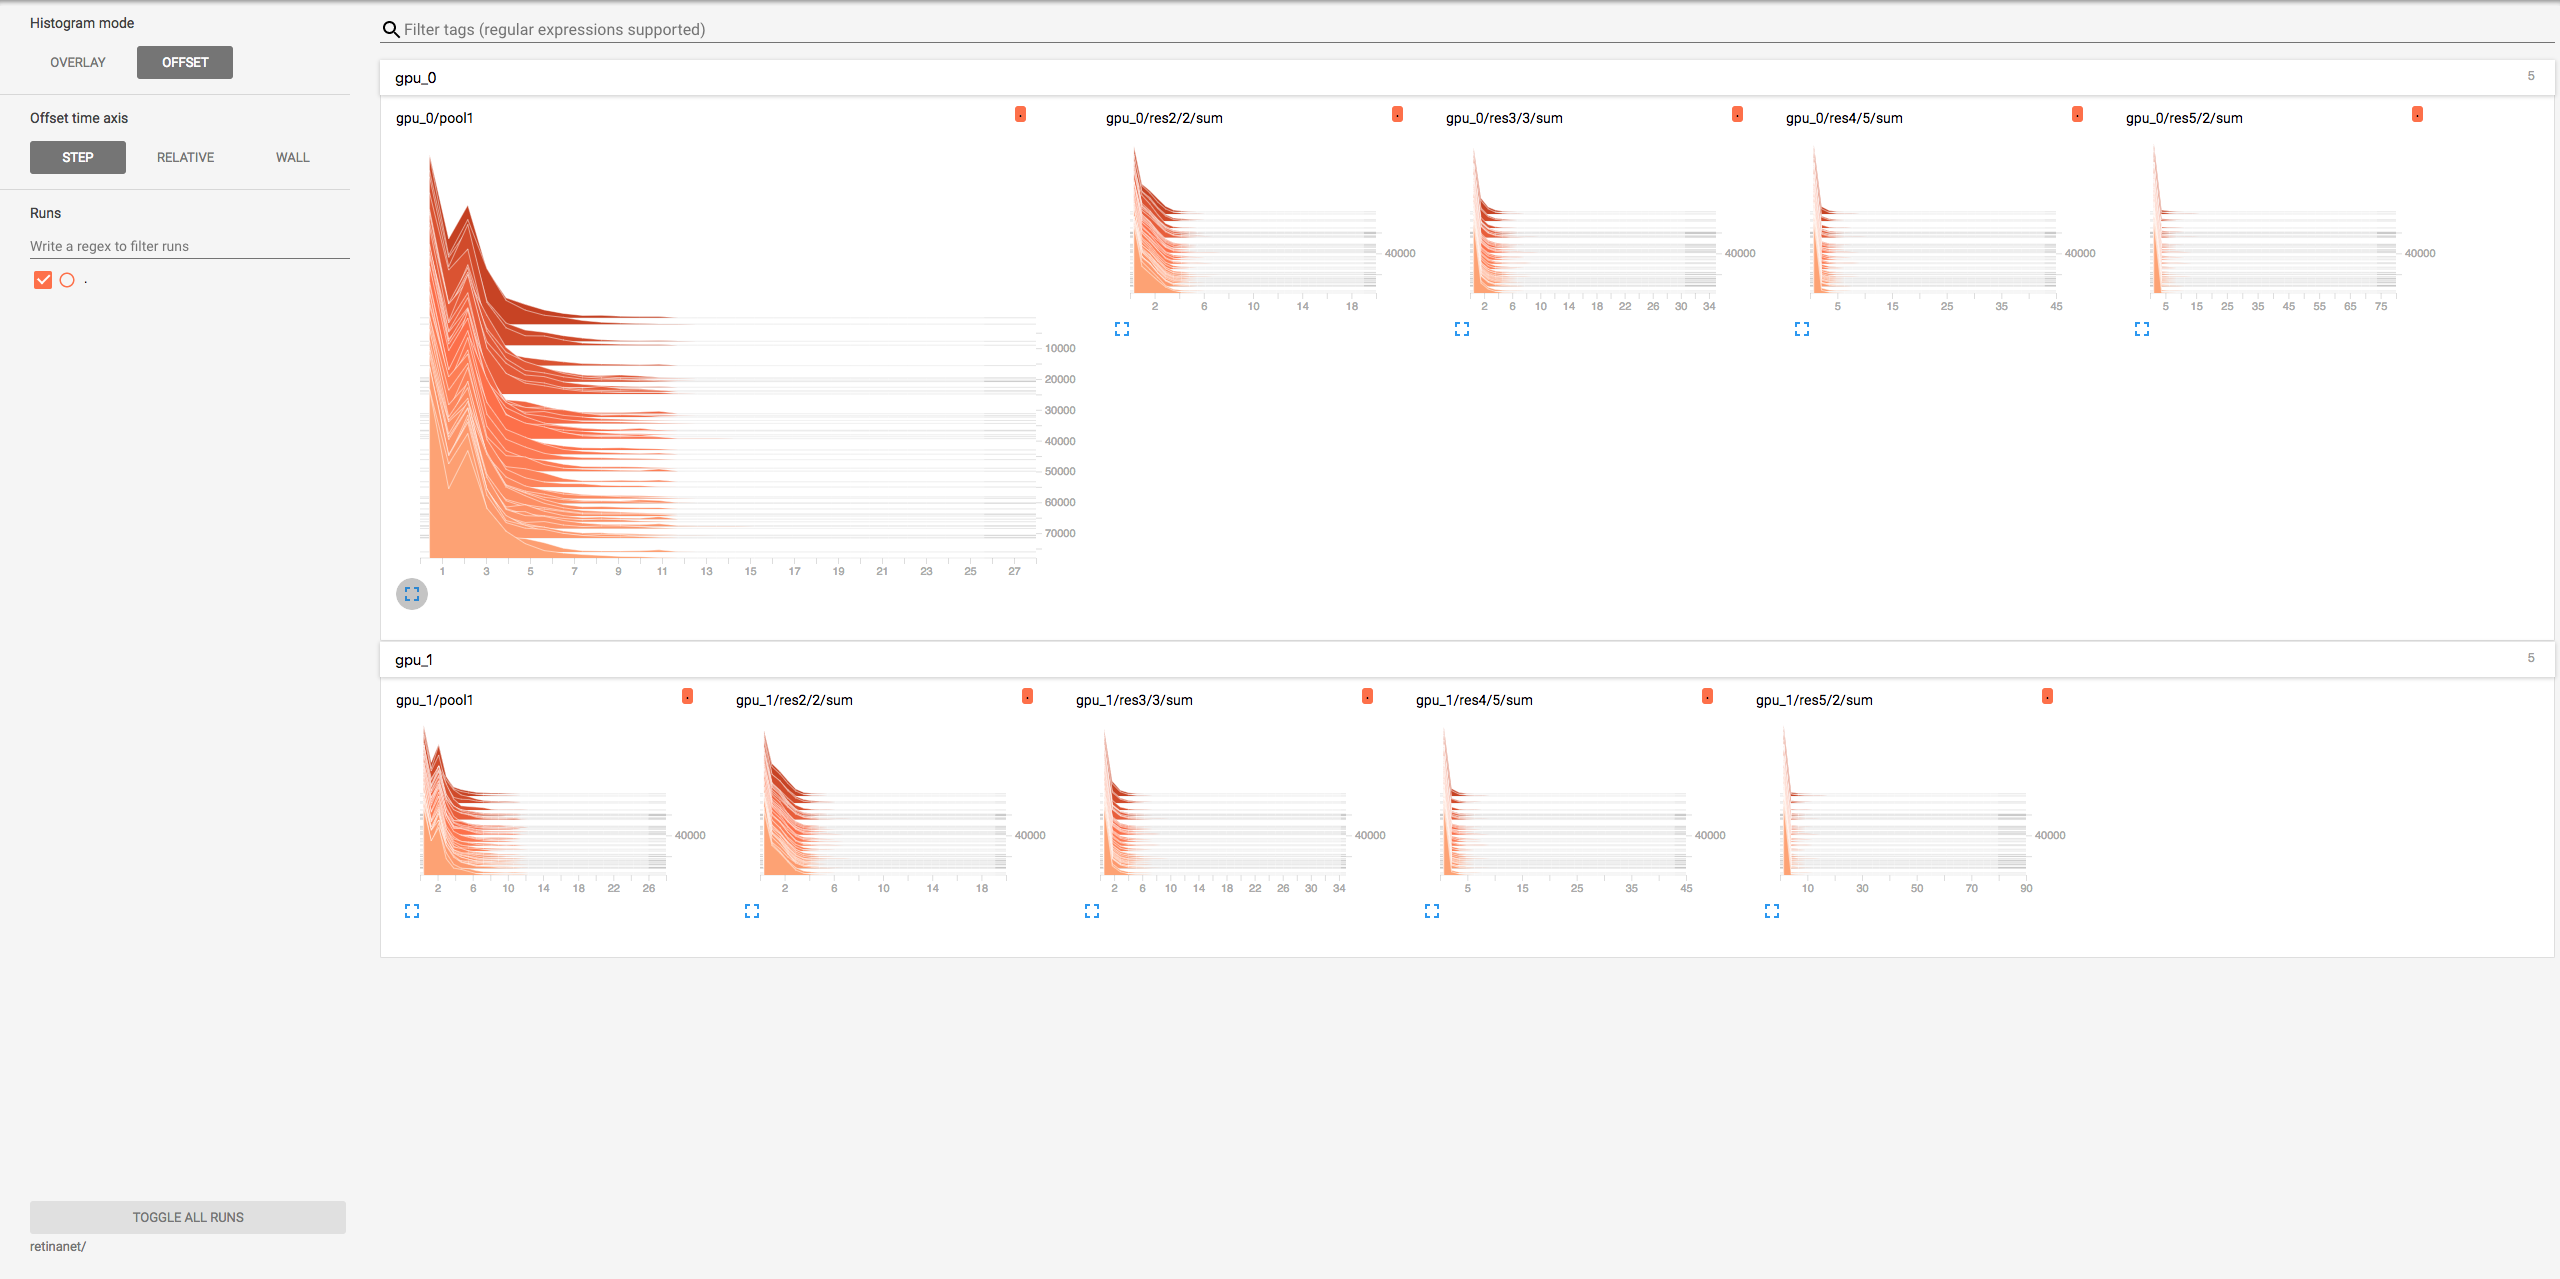 Histogram mode
OVERLAY OFFSET
Offset time axis
STEP RELATIVE WALL
Runs
Write a regex to filter runs
.
TOGGLE ALL RUNS
retinanet/
Filter tags (regular expressions supported)
gpu_0 5
gpu_0/pool1 .
10000
20000
30000
40000
50000
60000
70000
1 3 5 7 9 11 13 15 17 19 21 23 25 27
gpu_0/res2/2/sum .
40000
2 6 10 14 18
gpu_0/res3/3/sum .
40000
2 6 10 14 18 22 26 30 34
gpu_0/res4/5/sum .
40000
5 15 25 35 45
gpu_0/res5/2/sum .
40000
5 15 25 35 45 55 65 75
gpu_1 5
gpu_1/pool1 .
40000
2 6 10 14 18 22 26
gpu_1/res2/2/sum .
40000
2 6 10 14 18
gpu_1/res3/3/sum .
40000
2 6 10 14 18 22 26 30 34
gpu_1/res4/5/sum .
40000
5 15 25 35 45
gpu_1/res5/2/sum .
40000
10 30 50 70 90